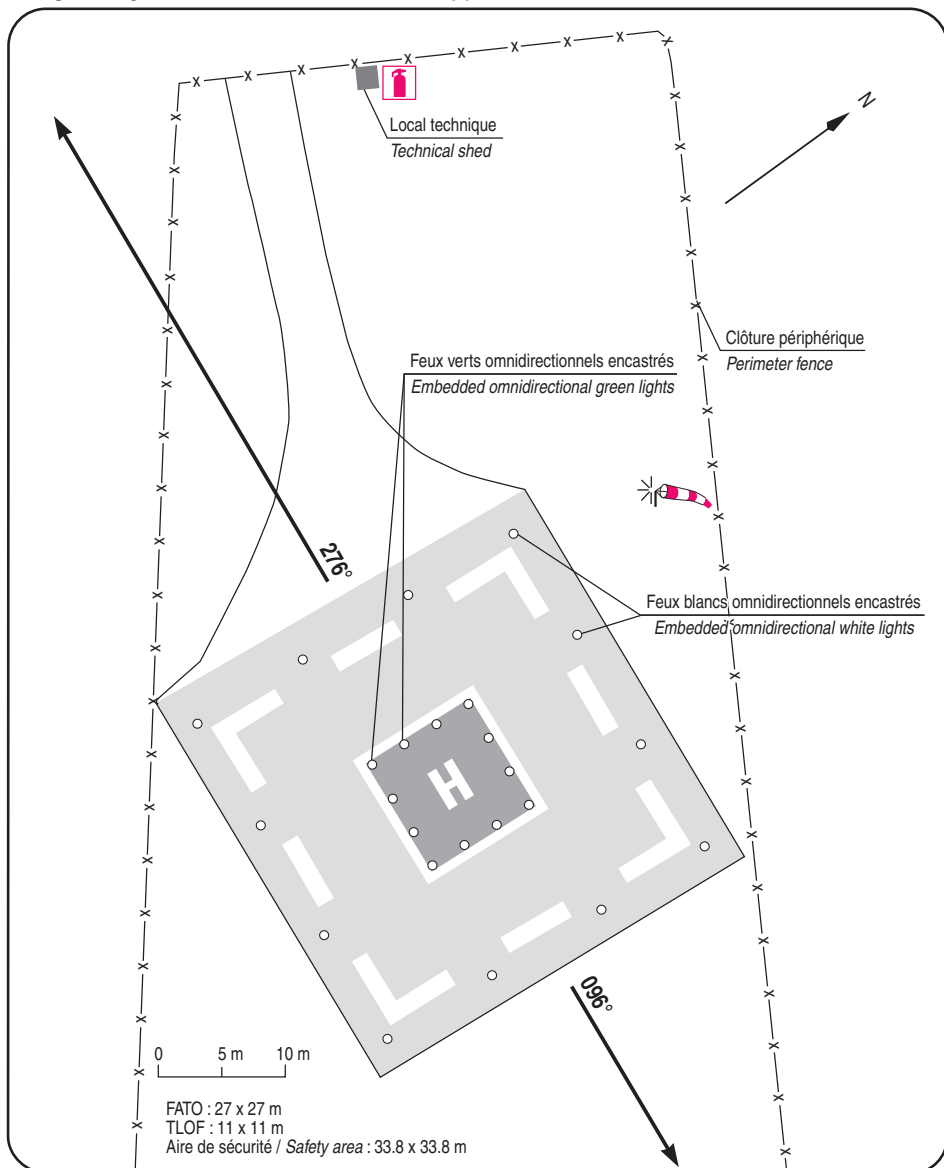 Local technique
Technical shed
N
Clôture périphérique
Perimeter fence
Feux verts omnidirectionnels encastrés
Embedded omnidirectional green lights
276°
Feux blancs omnidirectionnels encastrés
Embedded omnidirectional white lights
H
096°
0 5 m 10 m
FATO : 27 x 27 m
TLOF : 11 x 11 m
Aire de sécurité / Safety area : 33.8 x 33.8 m